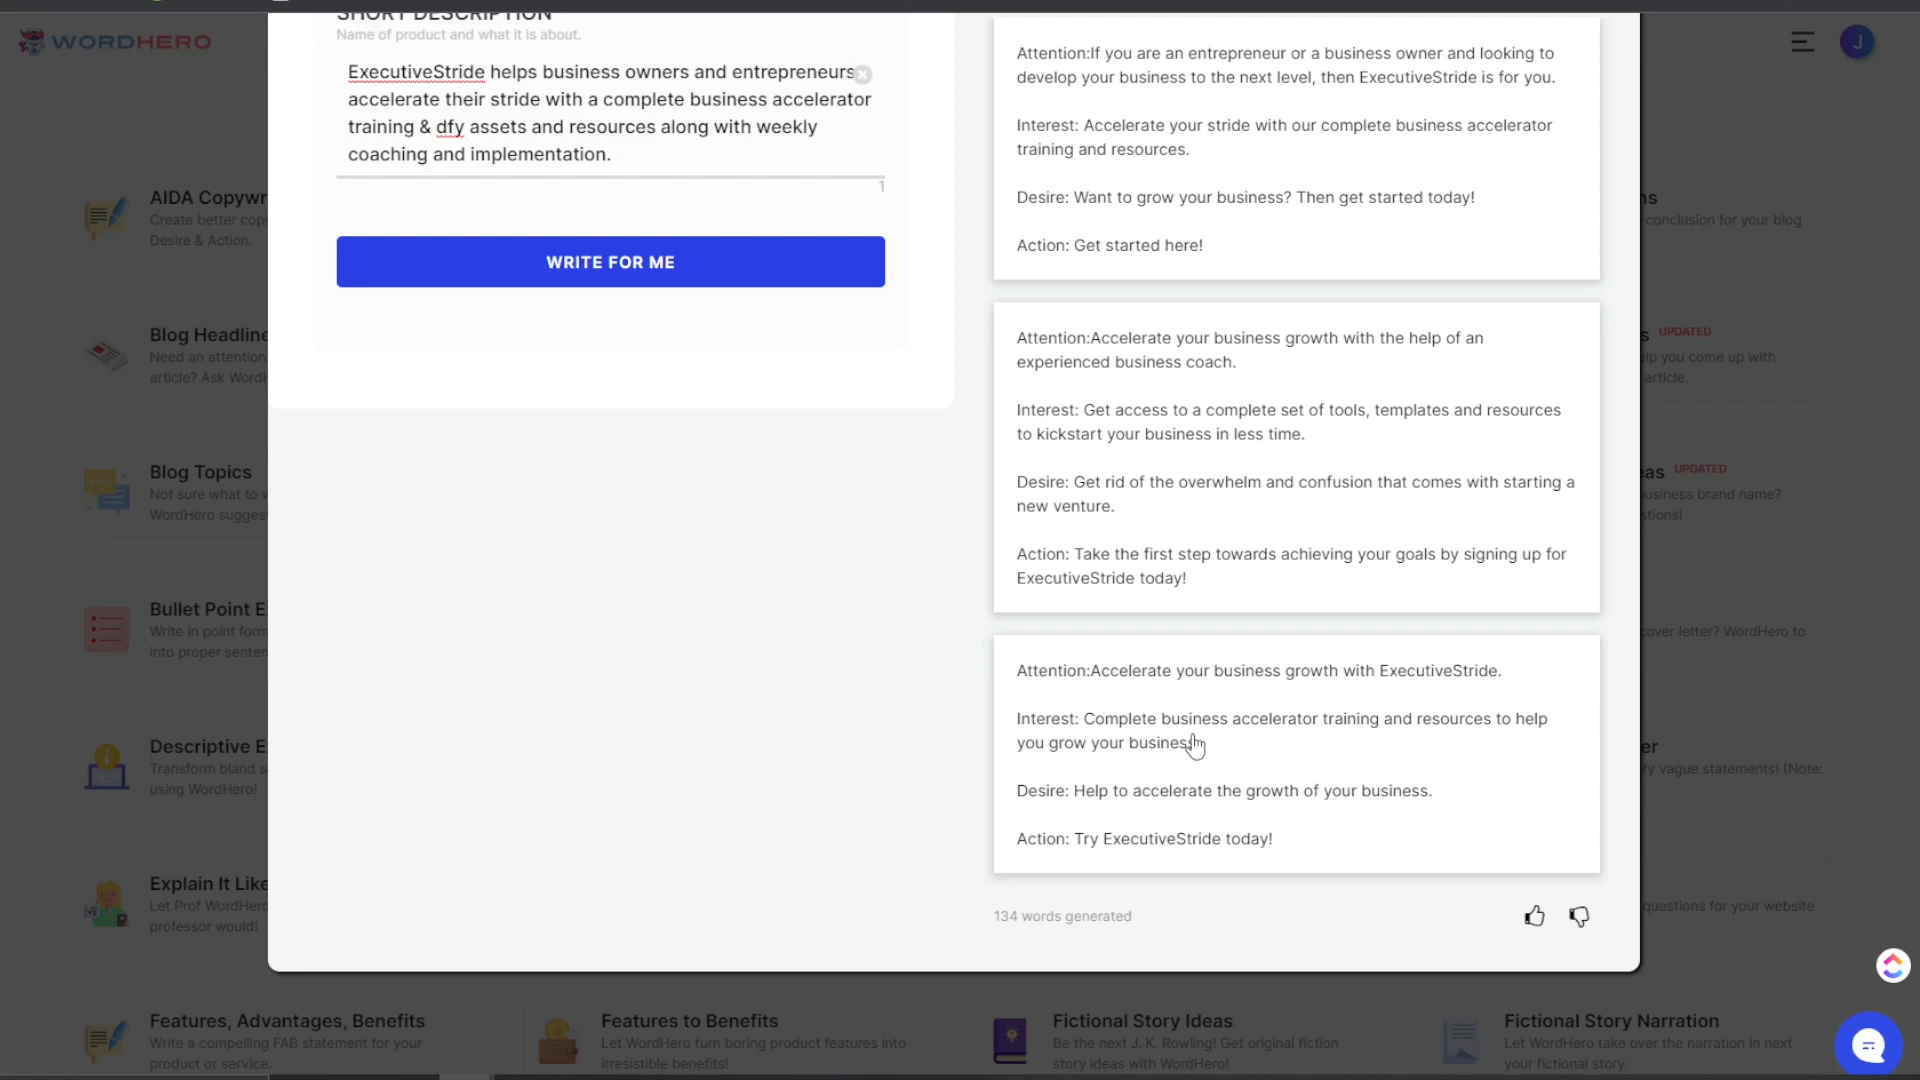 SHORT DESCRIPTION
WORDHERO
J
Name of product and what it is about.
ExecutiveStride helps business owners and entrepreneurs
accelerate their stride with a complete business accelerator
training & dfy assets and resources along with weekly
coaching and implementation.
1
WRITE FOR ME
Attention:If you are an entrepreneur or a business owner and looking to
develop your business to the next level, then ExecutiveStride is for you.
Interest: Accelerate your stride with our complete business accelerator
training and resources.
Desire: Want to grow your business? Then get started today!
Action: Get started here!
Attention:Accelerate your business growth with the help of an
experienced business coach.
Interest: Get access to a complete set of tools, templates and resources
to kickstart your business in less time.
Desire: Get rid of the overwhelm and confusion that comes with starting a
new venture.
Action: Take the first step towards achieving your goals by signing up for
ExecutiveStride today!
Attention:Accelerate your business growth with ExecutiveStride.
Interest: Complete business accelerator training and resources to help
you grow your business
Desire: Help to accelerate the growth of your business.
Action: Try ExecutiveStride today!
134 words generated
AIDA Copywr
Create better cop
Desire & Action.
Blog Headline
Need an attention
article? Ask WordH
Blog Topics
Not sure what to w
WordHero sugges
Bullet Point E
Write in point form
into proper senten
Descriptive E
Transform bland s
using WordHero!
Explain It Like
Let Prof WordHero
professor would!
ns
conclusion for your blog
s UPDATED
elp you come up with
article.
eas UPDATED
usiness brand name?
stions!
cover letter? WordHero to
er
fy vague statements! (Note:
questions for your website
Features, Advantages, Benefits
Write a compelling FAB statement for your
product or service.
Features to Benefits
Let WordHero turn boring product features into
irresistible benefits!
Fictional Story Ideas
Be the next J. K. Rowling! Get original fiction
story ideas with WordHero!
Fictional Story Narration
Let WordHero take over the narration in next
your fictional story.